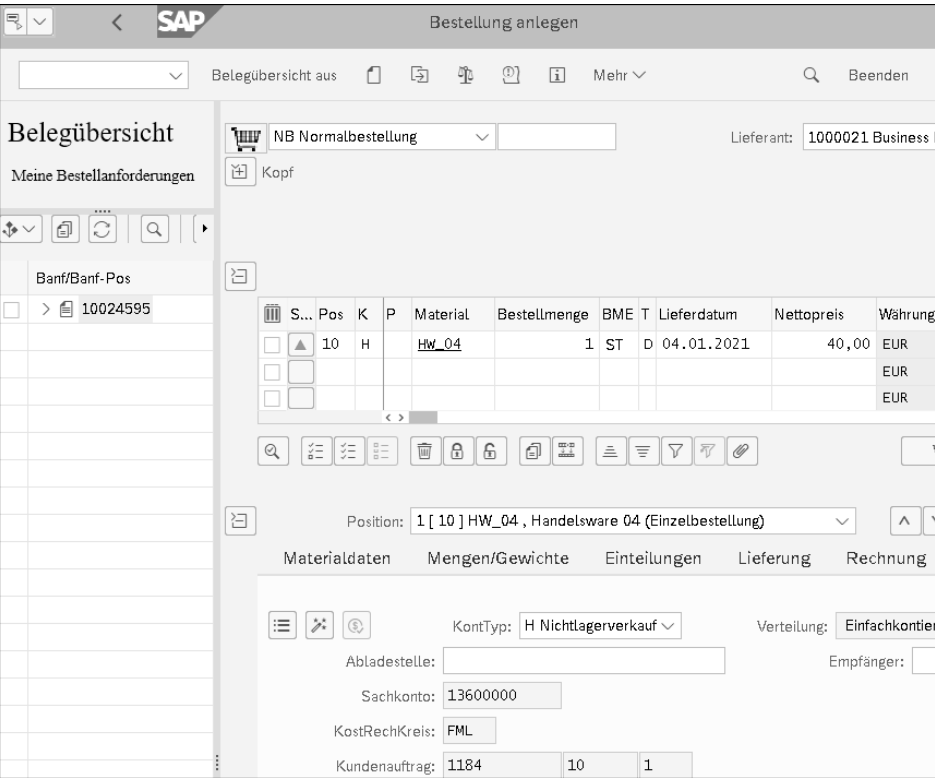 SAP Bestellung anlegen
Belegübersicht aus Mehr Beenden
Belegübersicht
Meine Bestellanforderungen
Banf/Banf-Pos
10024595
NB Normalbestellung Lieferant: 1000021 Business
Kopf
S... Pos K P Material Bestellmenge BME T Lieferdatum Nettopreis Währung
10 H HW_04 1 ST D 04.01.2021 40,00 EUR
EUR
EUR
Position: 1 [ 10 ] HW_04 , Handelsware 04 (Einzelbestellung)
Materialdaten Mengen/Gewichte Einteilungen Lieferung Rechnung
KontTyp: H Nichtlagerverkauf Verteilung: Einfachkontier
Abladestelle: Empfänger:
Sachkonto: 13600000
KostRechKreis: FML
Kundenauftrag: 1184 10 1